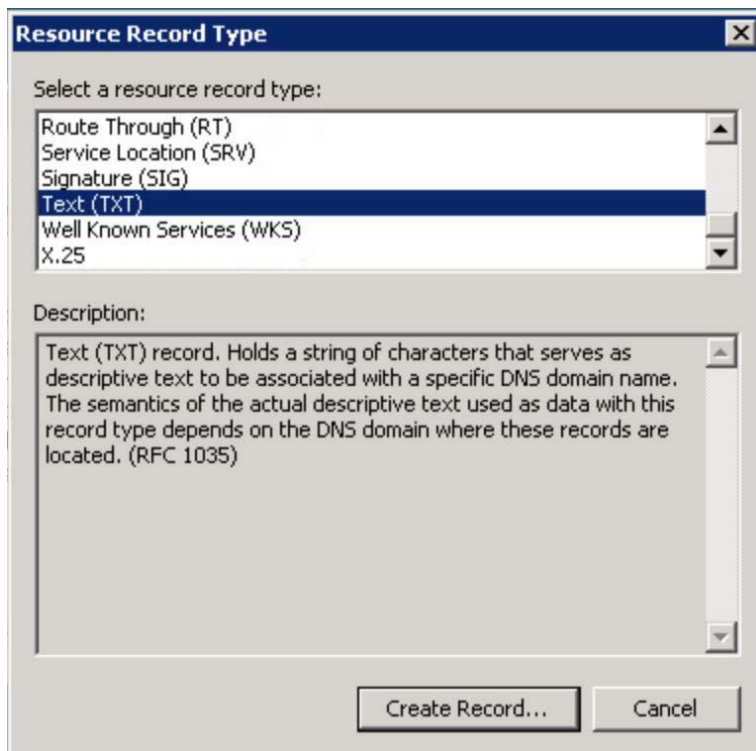 Resource Record Type
Select a resource record type:
Route Through (RT)
Service Location (SRV)
Signature (SIG)
Text (TXT)
Well Known Services (WKS)
X.25
Description:
Text (TXT) record. Holds a string of characters that serves as
descriptive text to be associated with a specific DNS domain name.
The semantics of the actual descriptive text used as data with this
record type depends on the DNS domain where these records are
located. (RFC 1035)
Create Record... Cancel